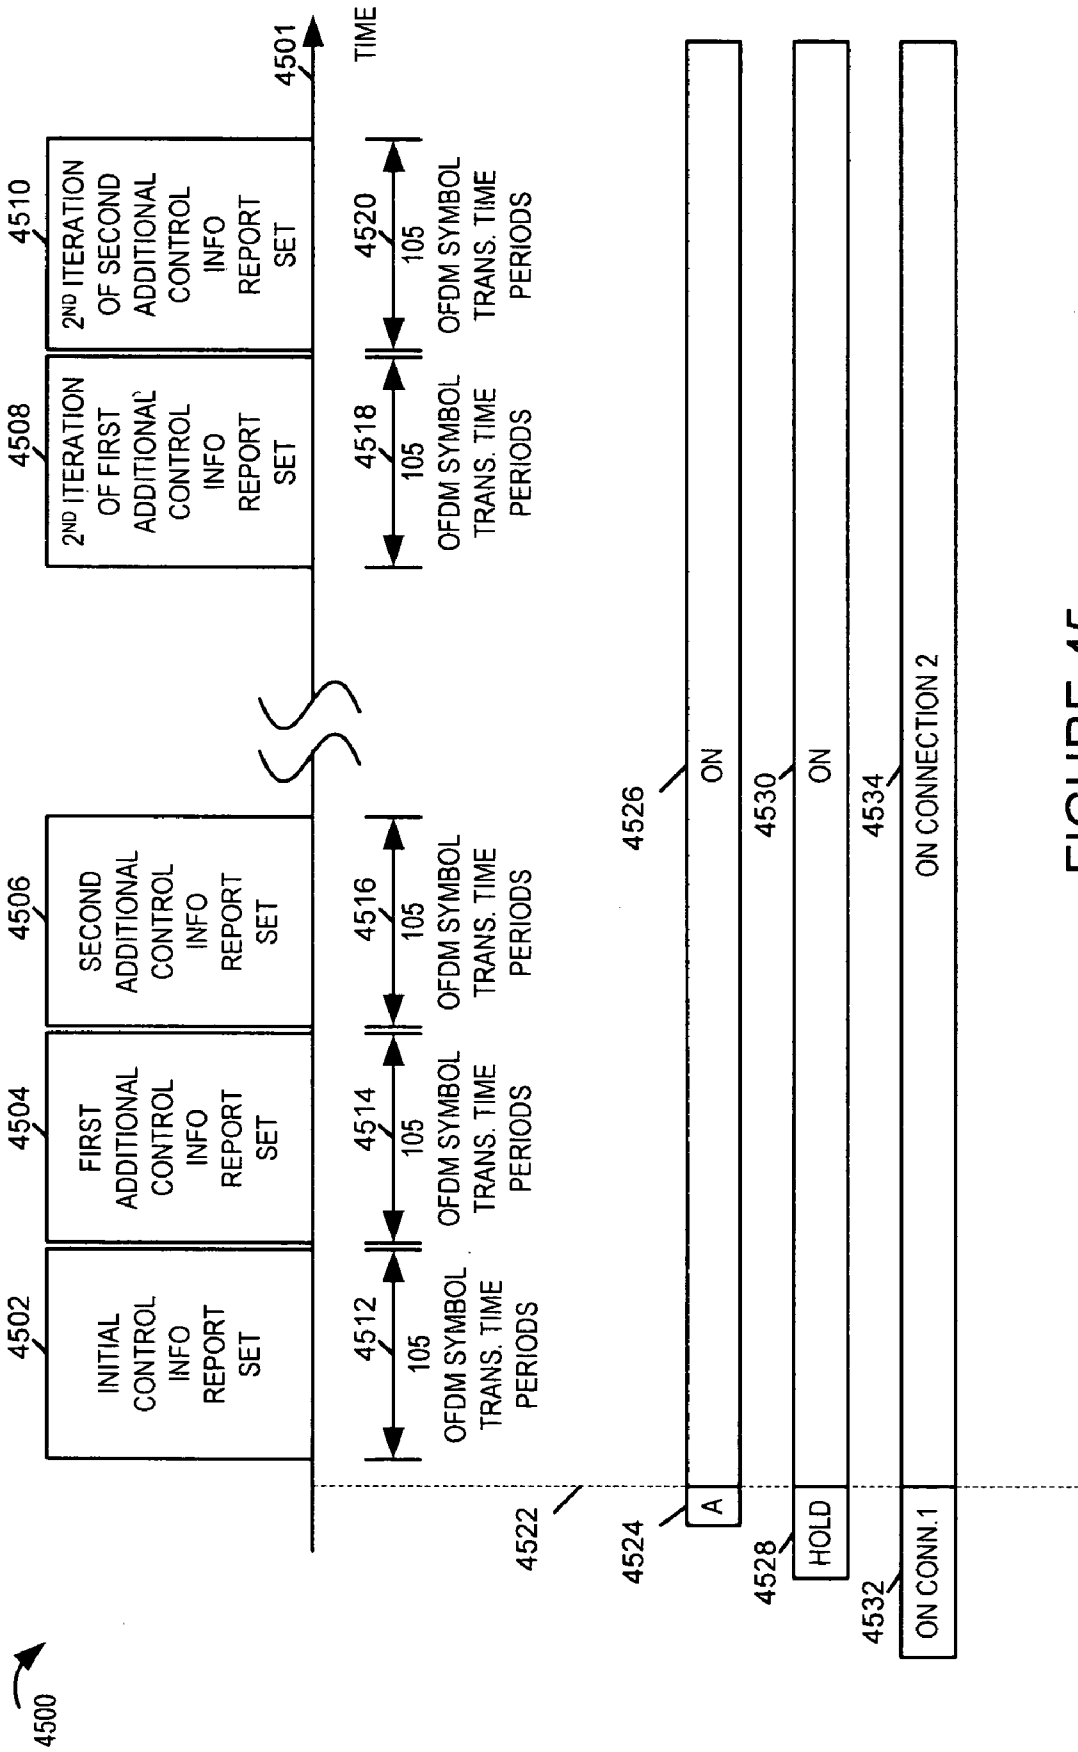 4500
4502
INITIAL
CONTROL
INFO
REPORT
SET
4504
FIRST
ADDITIONAL
CONTROL
INFO
REPORT
SET
4506
SECOND
ADDITIONAL
CONTROL
INFO
REPORT
SET
4508
2ND ITERATION
OF FIRST
ADDITIONAL
CONTROL
INFO
REPORT
SET
4510
2ND ITERATION
OF SECOND
ADDITIONAL
CONTROL
INFO
REPORT
SET
4501
TIME
4512
105
OFDM SYMBOL
TRANS. TIME
PERIODS
4514
105
OFDM SYMBOL
TRANS. TIME
PERIODS
4516
105
OFDM SYMBOL
TRANS. TIME
PERIODS
4518
105
OFDM SYMBOL
TRANS. TIME
PERIODS
4520
105
OFDM SYMBOL
TRANS. TIME
PERIODS
4522
4524
A
4526
ON
4528
HOLD
4530
ON
4532
ON CONN.1
4534
ON CONNECTION 2
FIGURE 45